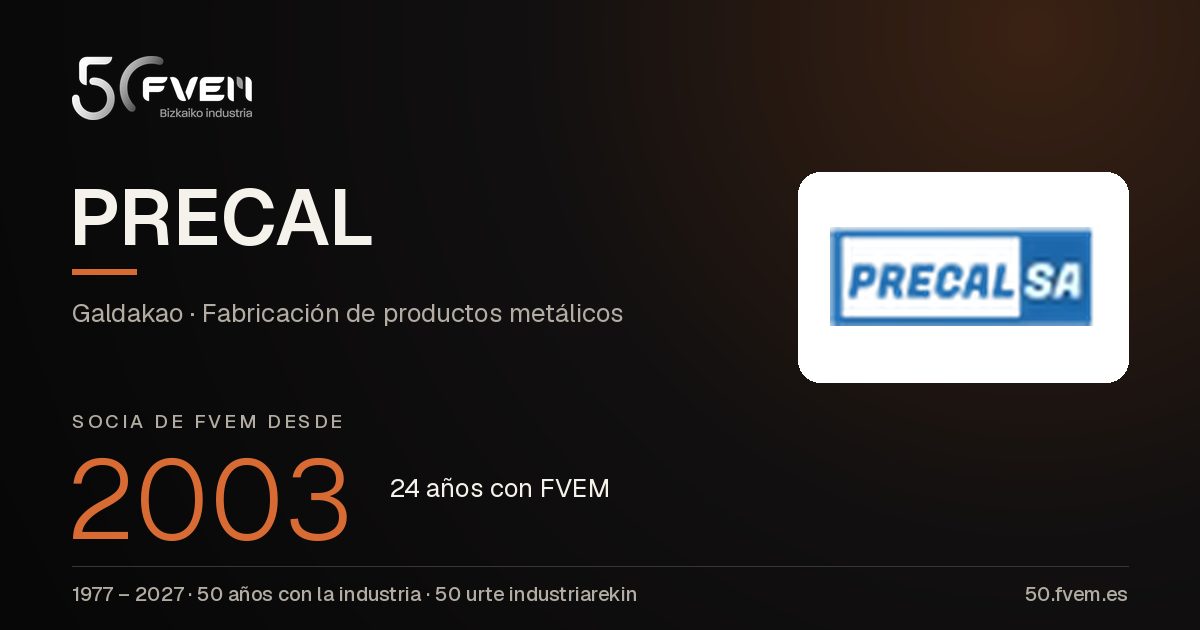 50 FVEM
Bizkaiko industria
PRECAL
PRECAL SA
Galdakao · Fabricación de productos metálicos
SOCIA DE FVEM DESDE
2003
24 años con FVEM
1977 – 2027 · 50 años con la industria · 50 urte industriarekin
50.fvem.es